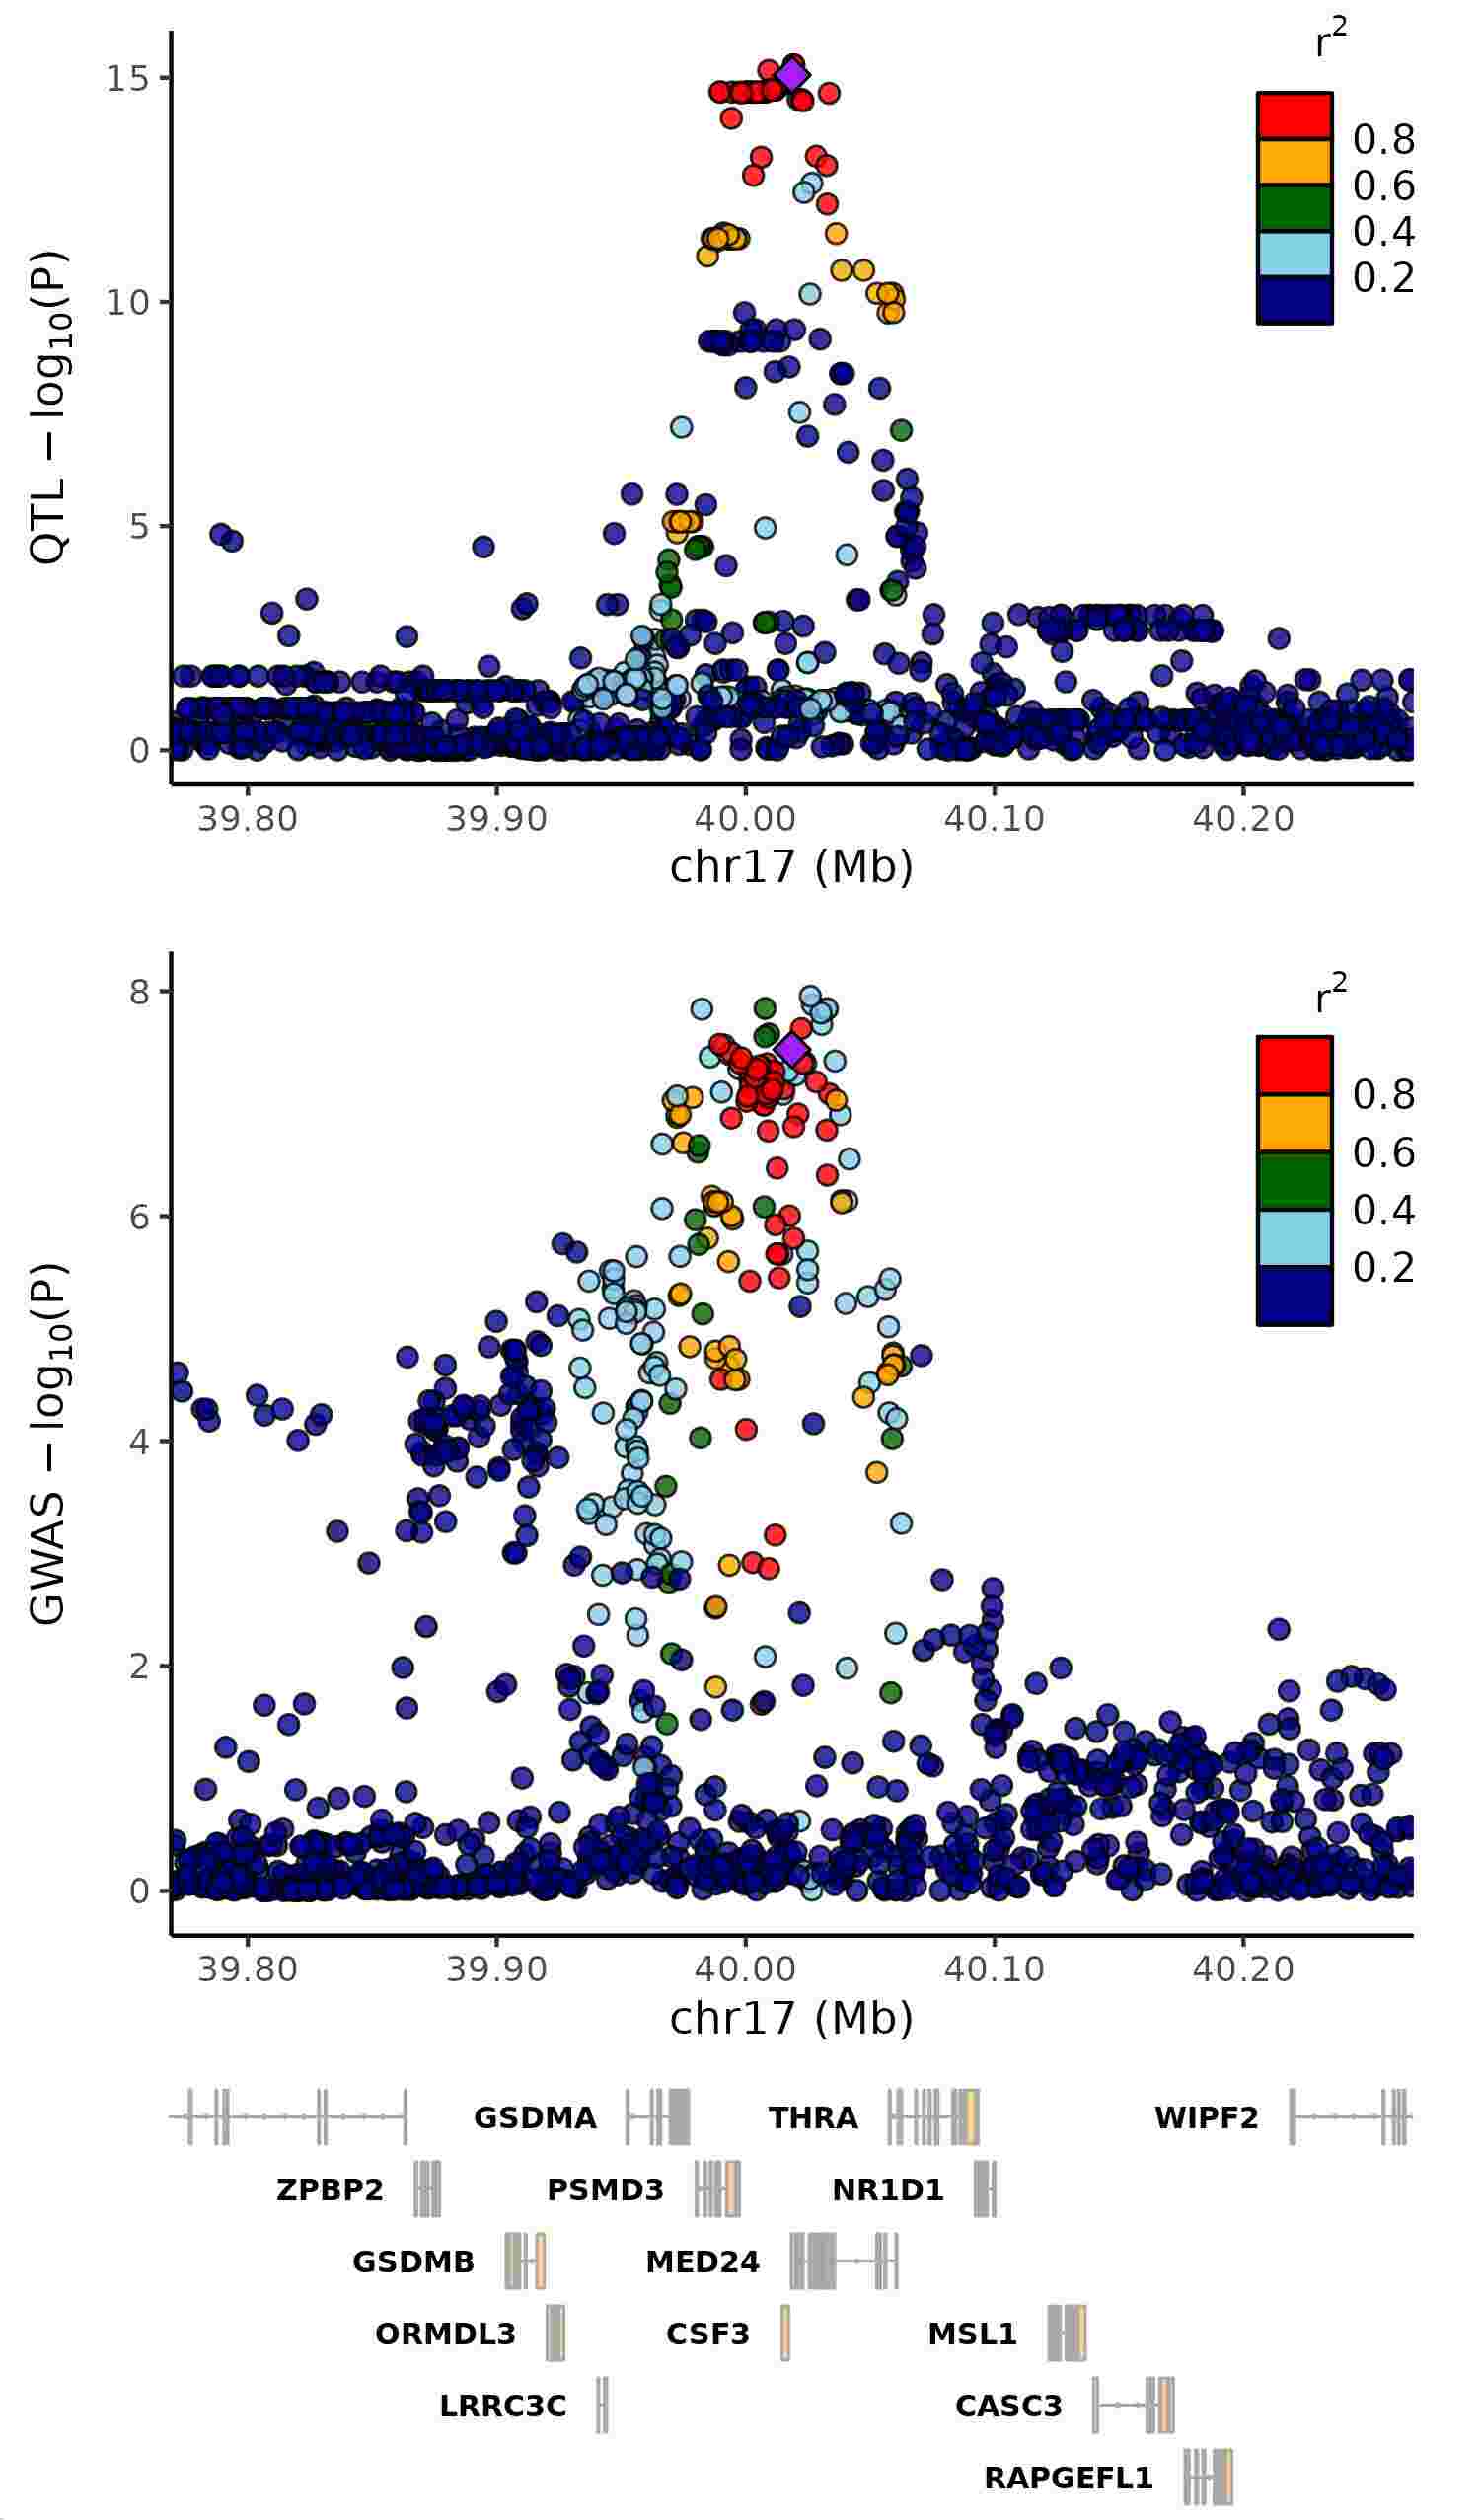 r²
15
10
5
0
QTL −log₁₀(P)
0.8
0.6
0.4
0.2
39.80 39.90 40.00 40.10 40.20
chr17 (Mb)
r²
8
6
4
2
0
GWAS −log₁₀(P)
0.8
0.6
0.4
0.2
39.80 39.90 40.00 40.10 40.20
chr17 (Mb)
GSDMA THRA WIPF2
ZPBP2 PSMD3 NR1D1
GSDMB MED24
ORMDL3 CSF3 MSL1
LRRC3C CASC3
RAPGEFL1